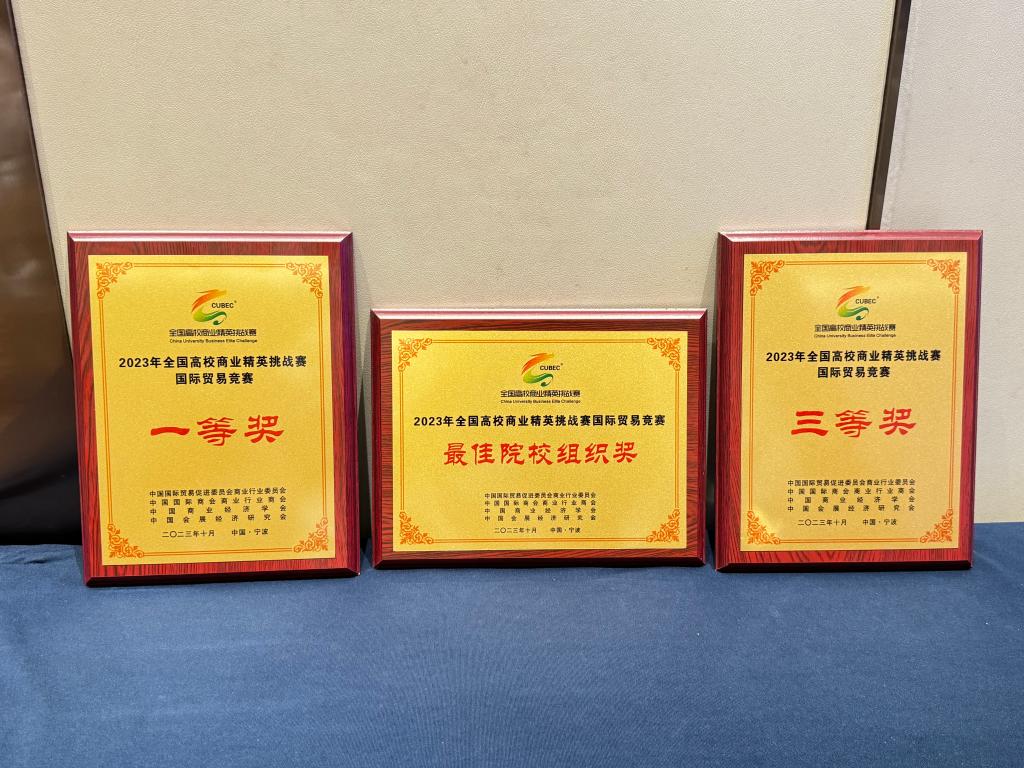 CUBEC
全国高校商业精英挑战赛
China University Business Elite Challenge
2023年全国高校商业精英挑战赛
国际贸易竞赛
一等奖
中国国际贸易促进委员会商业行业委员会
中国国际商会商业行业商会
中国商业经济学会
中国会展经济研究会
二〇二三年十月 中国·宁波
CUBEC
全国高校商业精英挑战赛
China University Business Elite Challenge
2023年全国高校商业精英挑战赛国际贸易竞赛
最佳院校组织奖
中国国际贸易促进委员会商业行业委员会
中国国际商会商业行业商会
中国商业经济学会
中国会展经济研究会
二〇二三年十月 中国·宁波
CUBEC
全国高校商业精英挑战赛
China University Business Elite Challenge
2023年全国高校商业精英挑战赛
国际贸易竞赛
三等奖
中国国际贸易促进委员会商业行业委员会
中国国际商会商业行业商会
中国商业经济学会
中国会展经济研究会
二〇二三年十月 中国·宁波